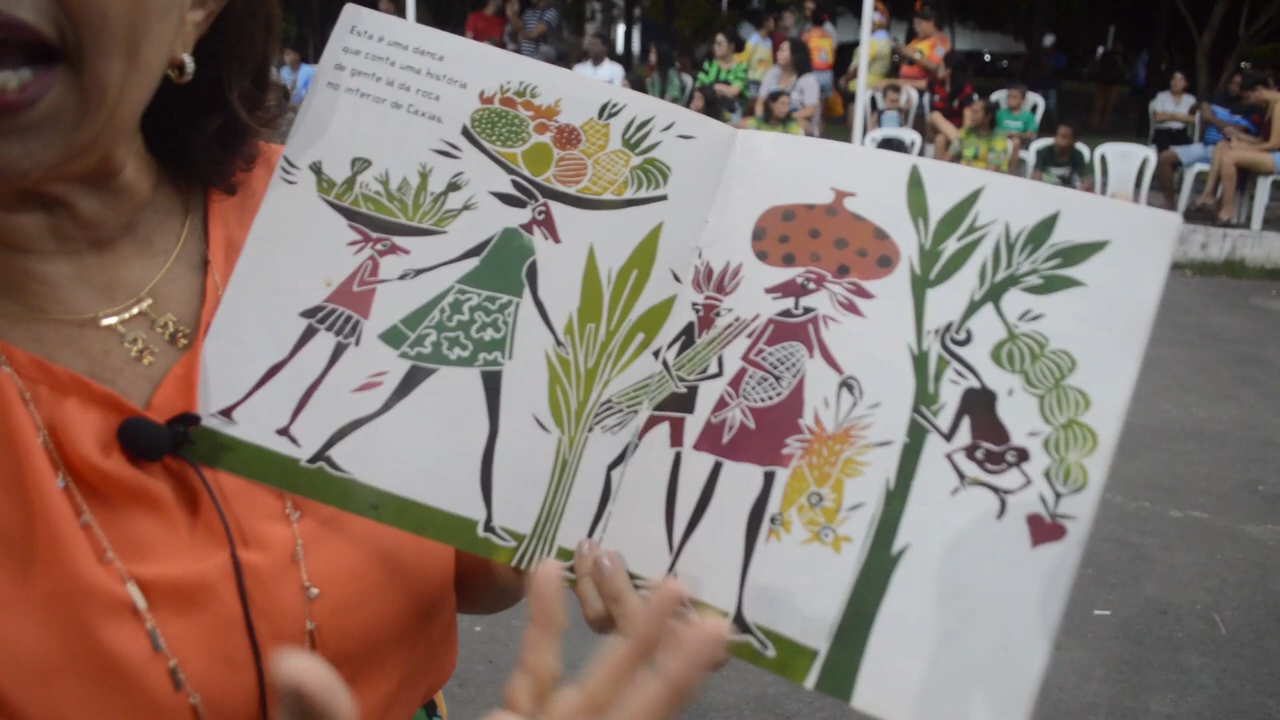 Esta é uma dança
que conta uma história
de gente lá da roça
no interior de Caxias.